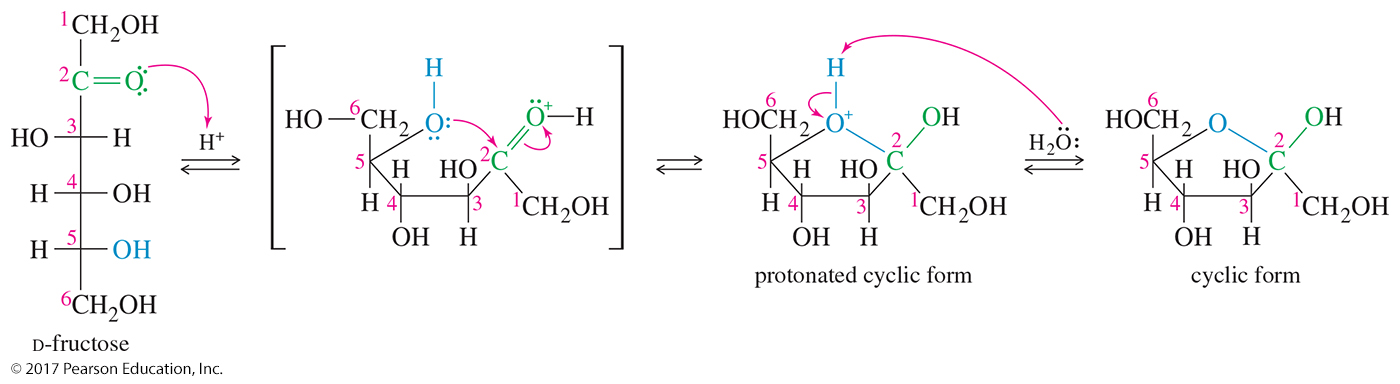 1 CH2OH
2 C=O
3 HO H
H+
4 H OH
5 H OH
6 CH2OH
D-fructose
H
HO—CH2 6 O: O+—H
5 H HO 2 C
H 4 3 1 CH2OH
OH H
H
6 HOCH2 O+ OH
5 H HO 2 C
H 4 3 1 CH2OH
OH H
protonated cyclic form
H2O
6 HOCH2 O OH
5 H HO 2 C
H 4 3 1 CH2OH
OH H
cyclic form
© 2017 Pearson Education, Inc.